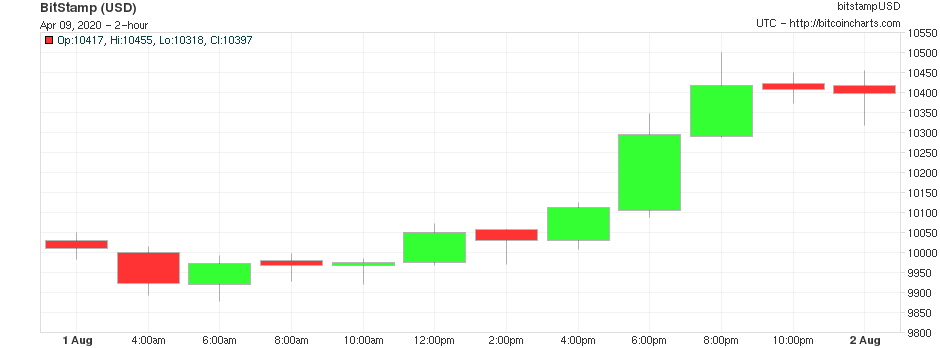 BitStamp (USD)
bitstampUSD
Apr 09, 2020 - 2-hour
UTC - http://bitcoincharts.com
Op:10417, Hi:10455, Lo:10318, Cl:10397
10550
10500
10450
10400
10350
10300
10250
10200
10150
10100
10050
10000
9950
9900
9850
9800
1 Aug 4:00am 6:00am 8:00am 10:00am 12:00pm 2:00pm 4:00pm 6:00pm 8:00pm 10:00pm 2 Aug